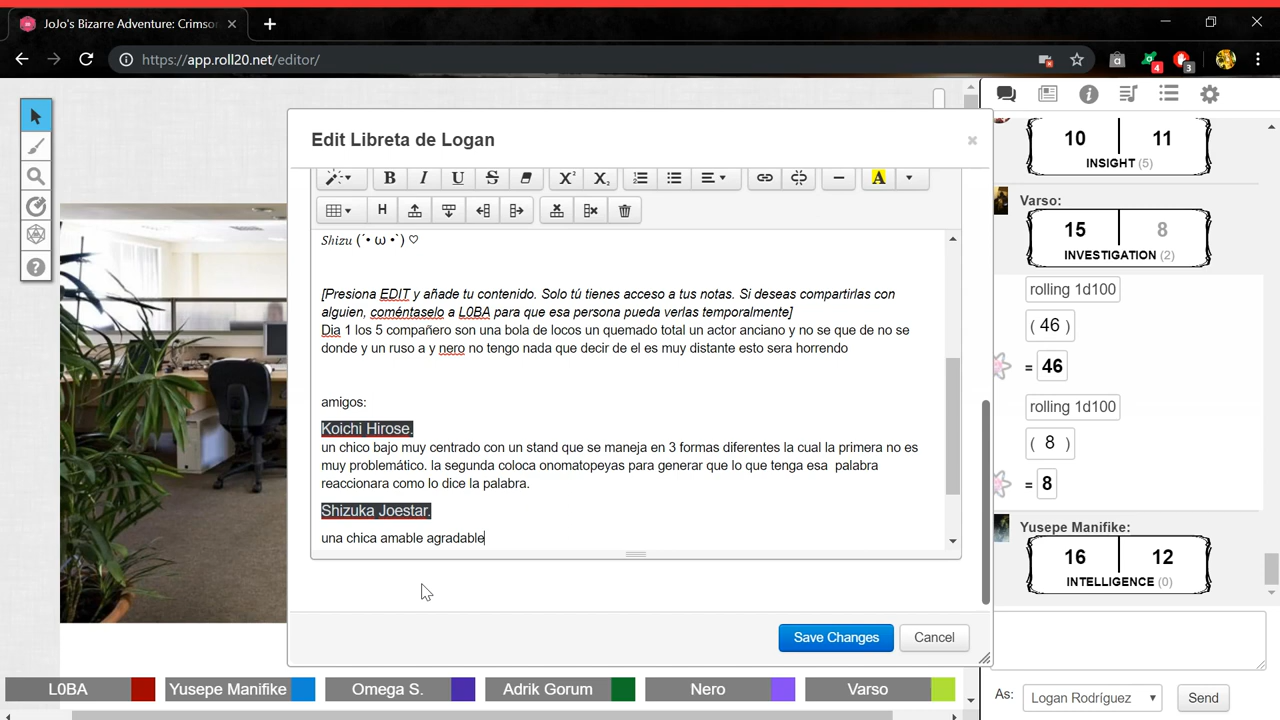 JoJo's Bizarre Adventure: Crimso
https://app.roll20.net/editor/
4
3
Edit Libreta de Logan
B I U S X² X₂ A
H
Shizu (´• ω •`) ♡
[Presiona EDIT y añade tu contenido. Solo tú tienes acceso a tus notas. Si deseas compartirlas con
alguien, coméntaselo a L0BA para que esa persona pueda verlas temporalmente]
Dia 1 los 5 compañero son una bola de locos un quemado total un actor anciano y no se que de no se
donde y un ruso a y nero no tengo nada que decir de el es muy distante esto sera horrendo
amigos:
Koichi Hirose.
un chico bajo muy centrado con un stand que se maneja en 3 formas diferentes la cual la primera no es
muy problemático. la segunda coloca onomatopeyas para generar que lo que tenga esa palabra
reaccionara como lo dice la palabra.
Shizuka Joestar.
una chica amable agradable
Save Changes
Cancel
10 11
INSIGHT (5)
Varso:
15 8
INVESTIGATION (2)
rolling 1d100
( 46 )
= 46
rolling 1d100
( 8 )
= 8
Yusepe Manifike:
16 12
INTELLIGENCE (0)
As: Logan Rodríguez
Send
L0BA
Yusepe Manifike
Omega S.
Adrik Gorum
Nero
Varso